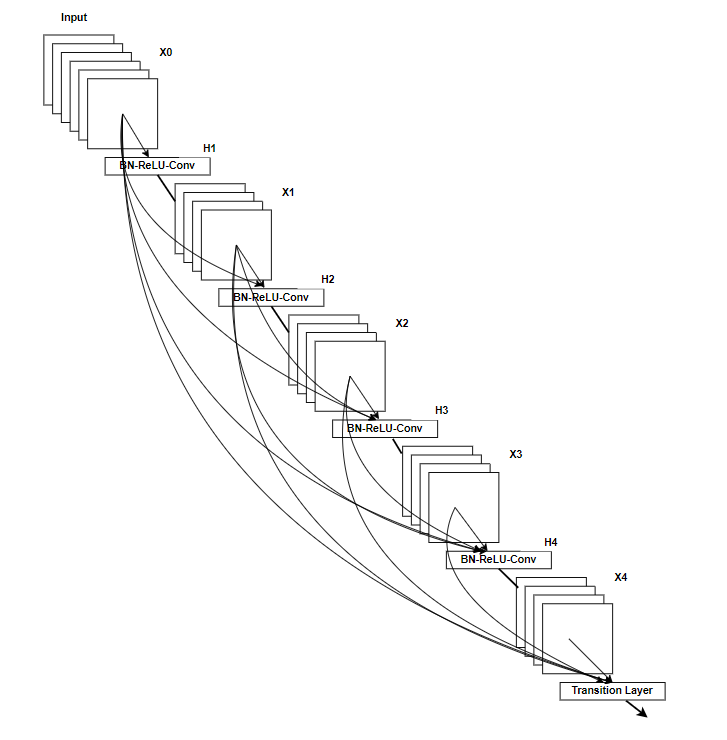 Input
X0
H1
BN-ReLU-Conv
X1
H2
BN-ReLU-Conv
X2
H3
BN-ReLU-Conv
X3
H4
BN-ReLU-Conv
X4
Transition Layer